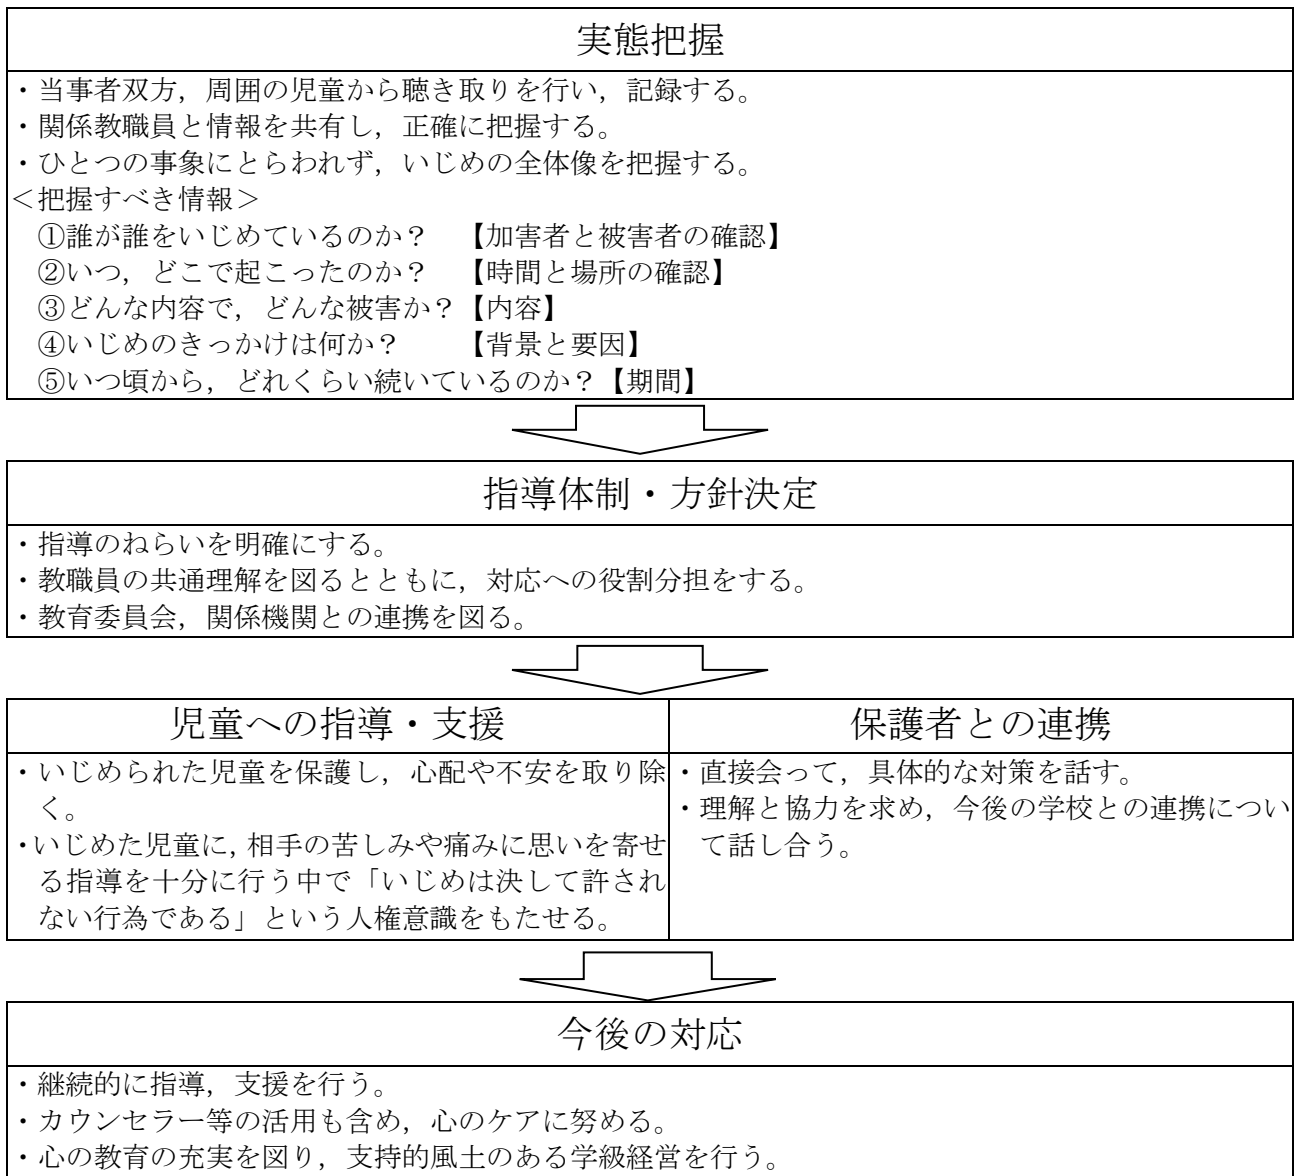 実態把握
・当事者双方，周囲の児童から聴き取りを行い，記録する。
・関係教職員と情報を共有し，正確に把握する。
・ひとつの事象にとらわれず，いじめの全体像を把握する。
＜把握すべき情報＞
①誰が誰をいじめているのか？　【加害者と被害者の確認】
②いつ，どこで起こったのか？　【時間と場所の確認】
③どんな内容で，どんな被害か？【内容】
④いじめのきっかけは何か？　　【背景と要因】
⑤いつ頃から，どれくらい続いているのか？【期間】
指導体制・方針決定
・指導のねらいを明確にする。
・教職員の共通理解を図るとともに，対応への役割分担をする。
・教育委員会，関係機関との連携を図る。
児童への指導・支援
・いじめられた児童を保護し，心配や不安を取り除
く。
・いじめた児童に，相手の苦しみや痛みに思いを寄せ
る指導を十分に行う中で「いじめは決して許され
ない行為である」という人権意識をもたせる。
保護者との連携
・直接会って，具体的な対策を話す。
・理解と協力を求め，今後の学校との連携につい
て話し合う。
今後の対応
・継続的に指導，支援を行う。
・カウンセラー等の活用も含め，心のケアに努める。
・心の教育の充実を図り，支持的風土のある学級経営を行う。